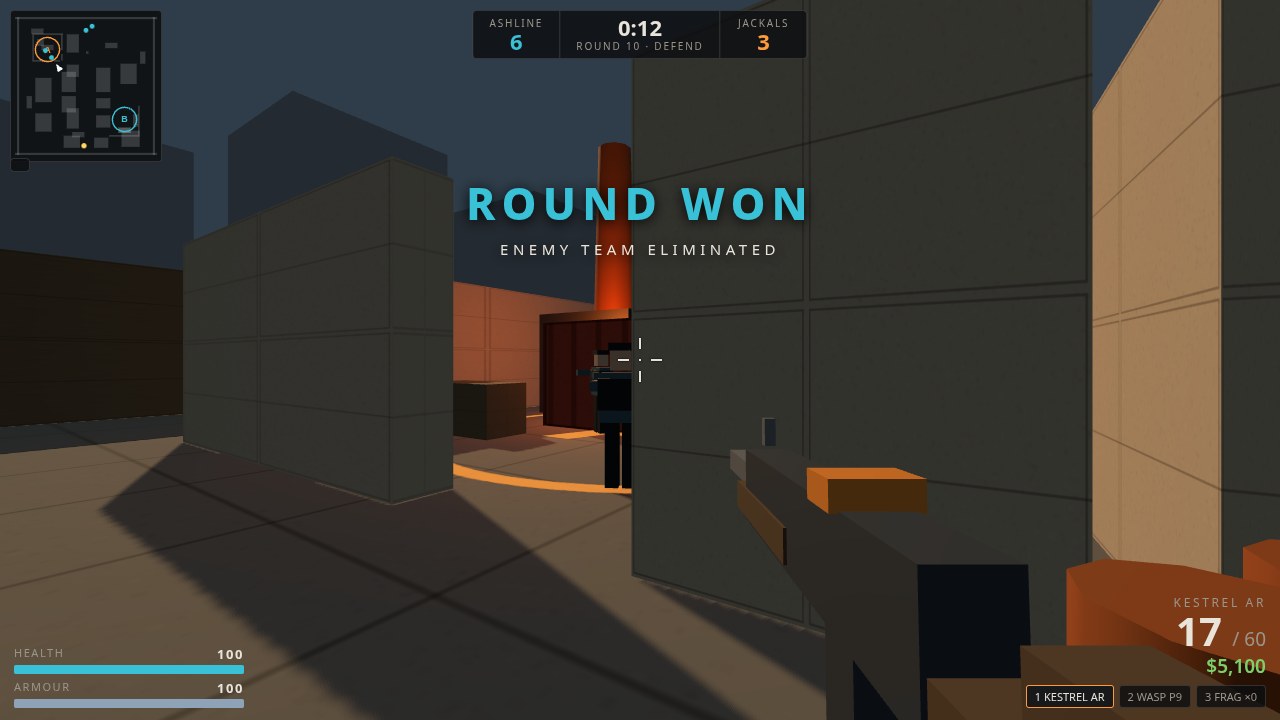 ASHLINE
6
0:12
ROUND 10 · DEFEND
JACKALS
3
B
ROUND WON
ENEMY TEAM ELIMINATED
HEALTH 100
ARMOUR 100
KESTREL AR
17 / 60
$5,100
1 KESTREL AR
2 WASP P9
3 FRAG ×0